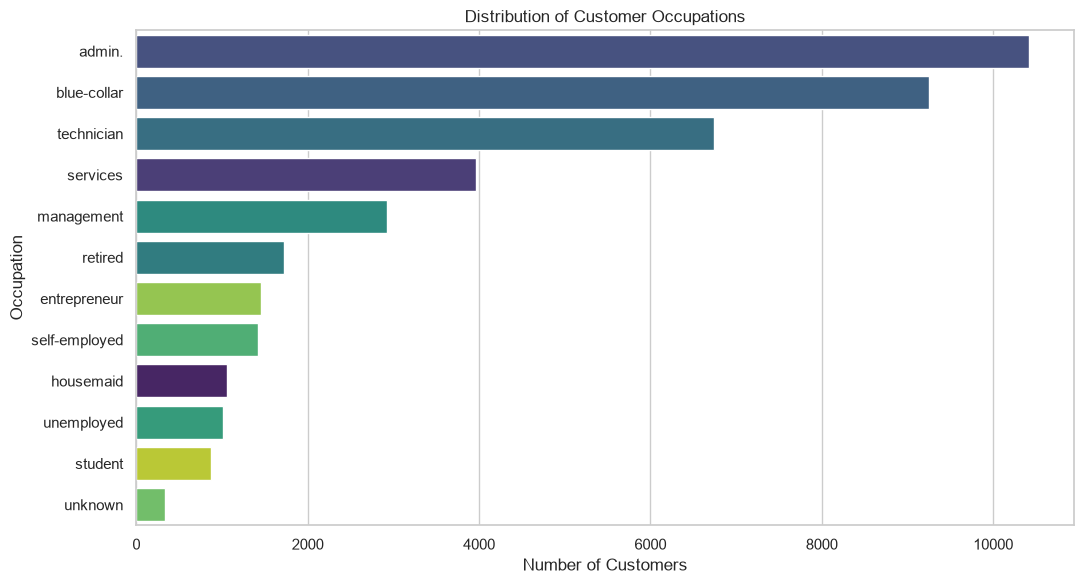 Distribution of Customer Occupations
Occupation
admin.
blue-collar
technician
services
management
retired
entrepreneur
self-employed
housemaid
unemployed
student
unknown
0 2000 4000 6000 8000 10000
Number of Customers